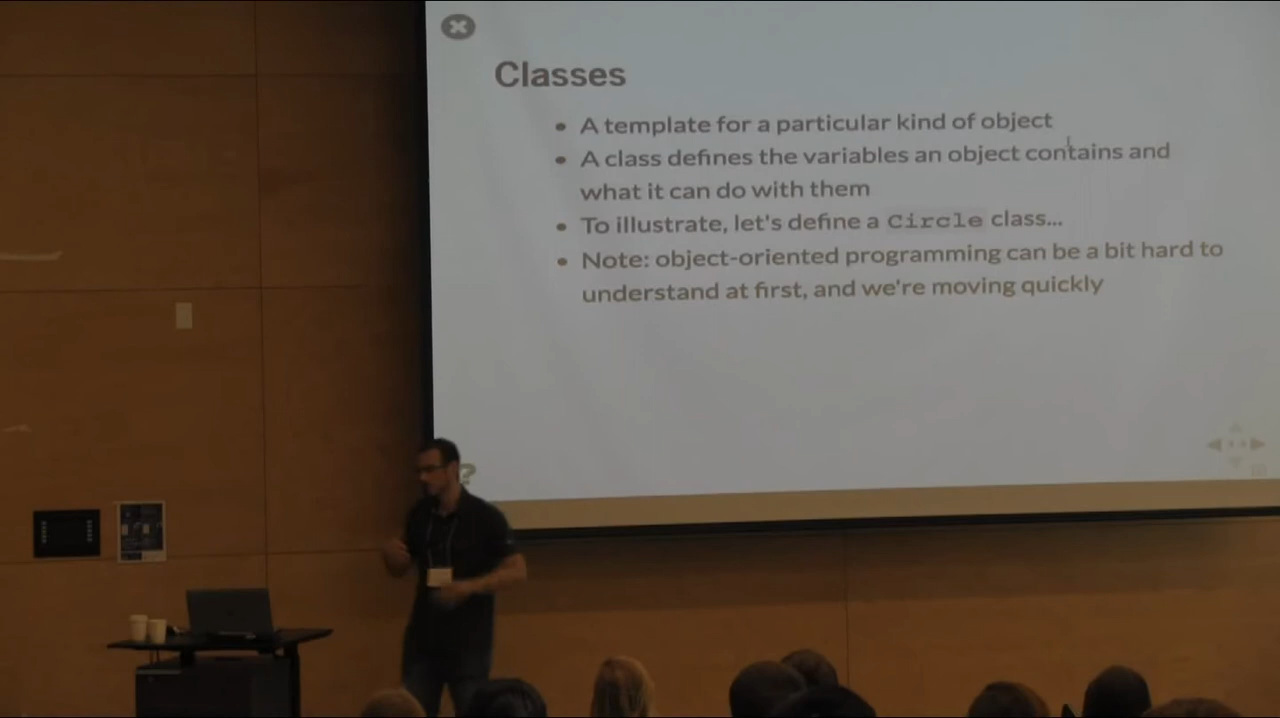 Classes
• A template for a particular kind of object
• A class defines the variables an object contains and
what it can do with them
• To illustrate, let's define a Circle class...
• Note: object-oriented programming can be a bit hard to
understand at first, and we're moving quickly
?